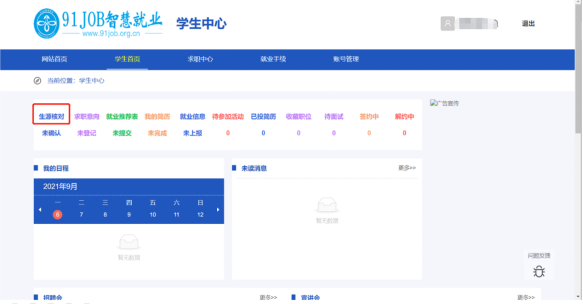 91JOB智慧就业
www.91job.org.cn
学生中心
退出
网站首页 学生首页 求职中心 就业手续 账号管理
当前位置：学生中心
生源核对 求职意向 就业推荐表 我的简历 就业信息 待参加活动 已投简历 收藏职位 待面试 签约中 解约中
未确认 未登记 未提交 未完成 未上报 0 0 0 0 0 0
广告宣传
我的日程
2021年9月
一 二 三 四 五 六 日
6 7 8 9 10 11 12
暂无数据
未读消息 更多>>
暂无数据
问题反馈
招聘会 更多>>
宣讲会 更多>>